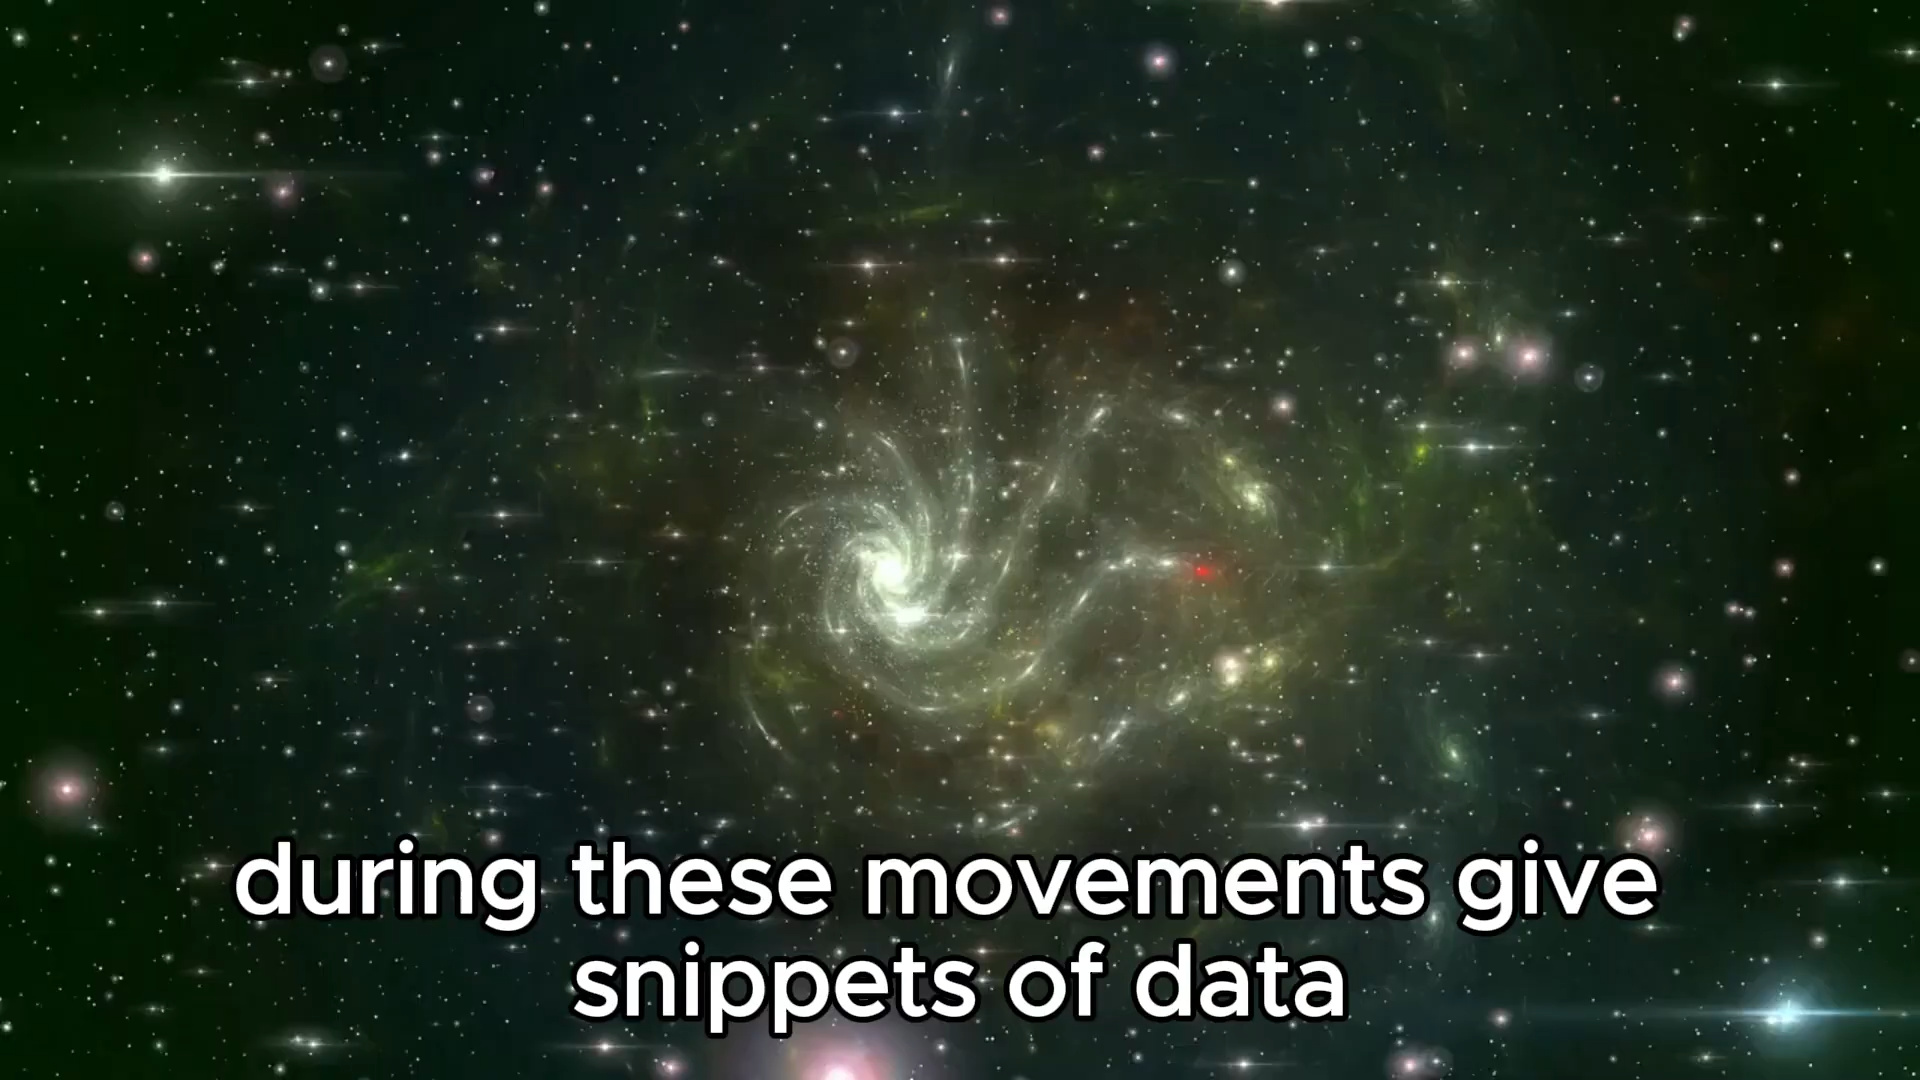 during these movements give
snippets of data